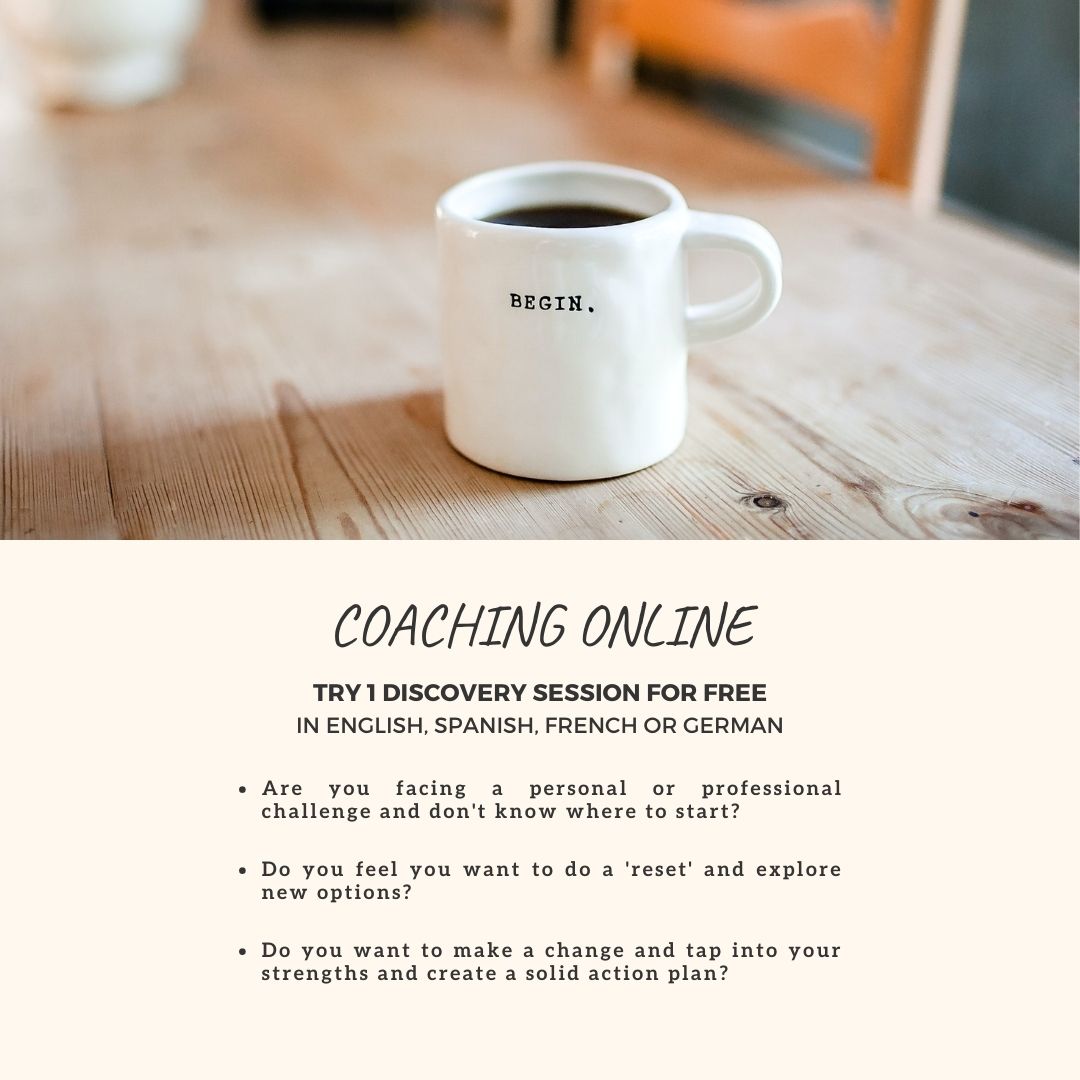 BEGIN.
COACHING ONLINE
TRY 1 DISCOVERY SESSION FOR FREE
IN ENGLISH, SPANISH, FRENCH OR GERMAN
• Are you facing a personal or professional
challenge and don't know where to start?
• Do you feel you want to do a 'reset' and explore
new options?
• Do you want to make a change and tap into your
strengths and create a solid action plan?